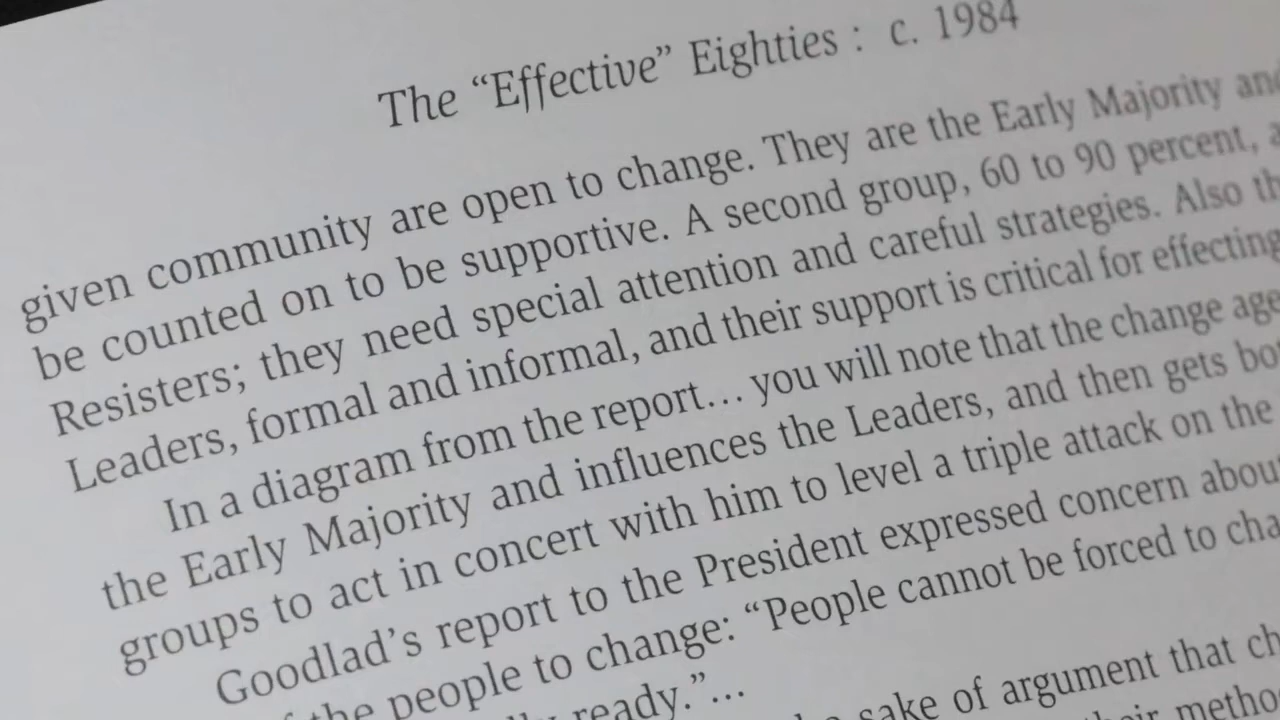 The “Effective” Eighties : c. 1984
given community are open to change. They are the Early Majority and
be counted on to be supportive. A second group, 60 to 90 percent,
Resisters; they need special attention and careful strategies. Also
Leaders, formal and informal, and their support is critical for effecting
In a diagram from the report… you will note that the change
the Early Majority and influences the Leaders, and then gets
groups to act in concert with him to level a triple attack on the
Goodlad’s report to the President expressed concern
the people to change: “People cannot be forced to
ready.”…
sake of argument that